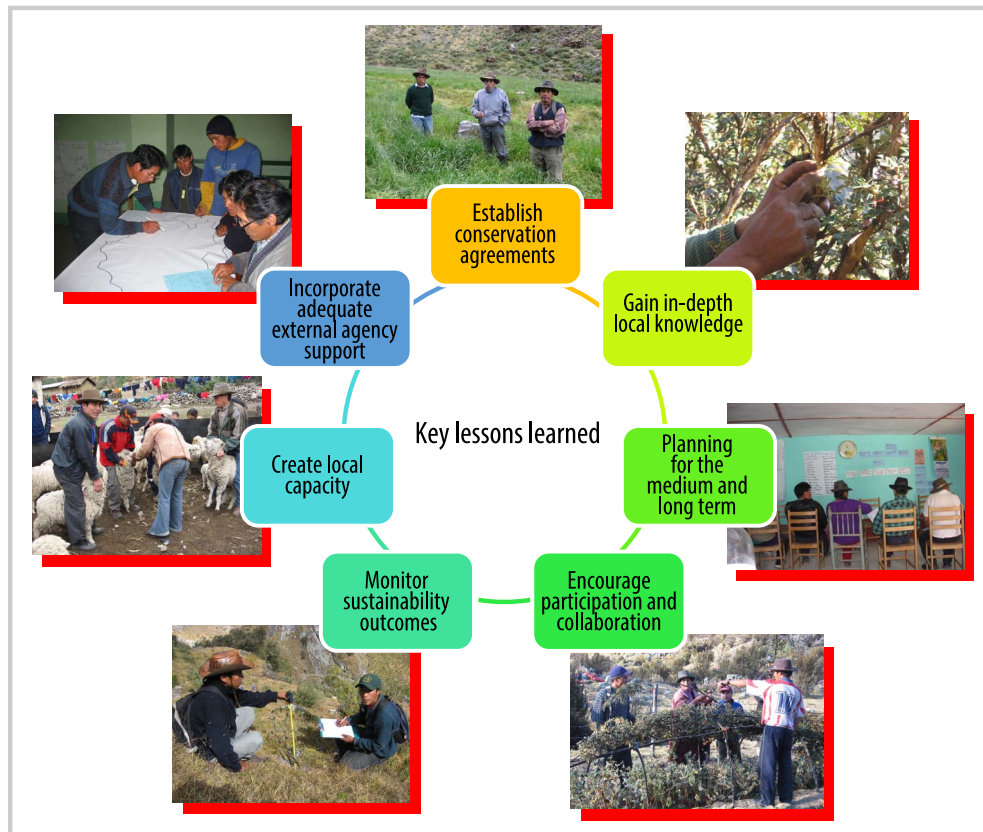 Establish
conservation
agreements
Gain in-depth
local knowledge
Planning
for the
medium and
long term
Encourage
participation and
collaboration
Monitor
sustainability
outcomes
Create local
capacity
Incorporate
adequate
external agency
support
Key lessons learned